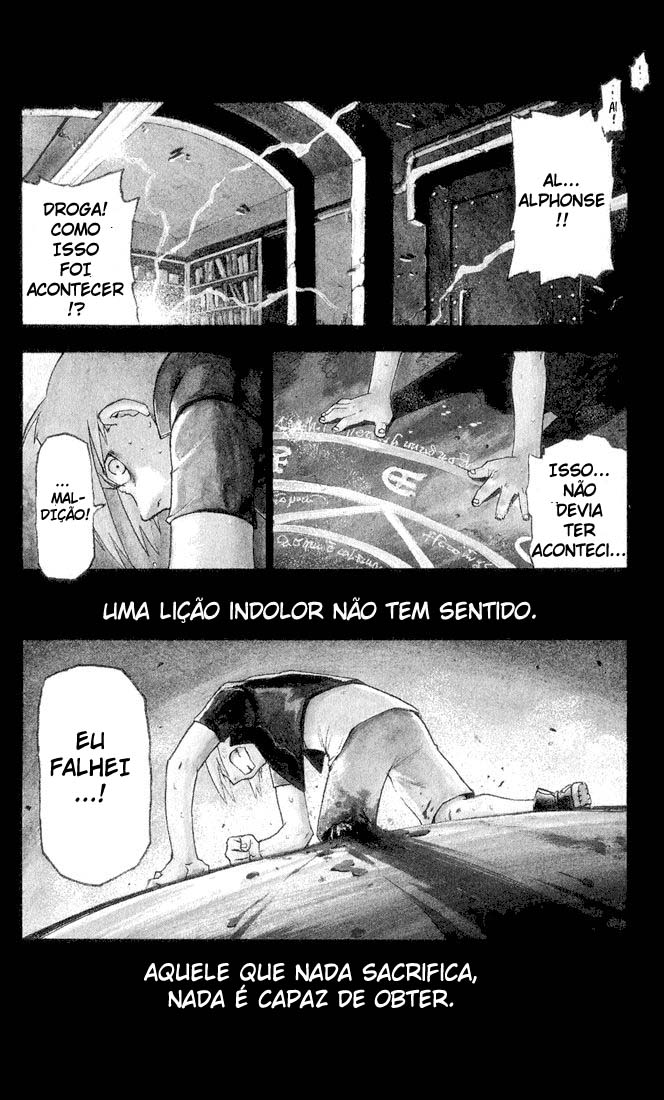 ...
AI!
AL...
ALPHONSE
!!
DROGA!
COMO
ISSO
FOI
ACONTECER
!?
ISSO...
NÃO
DEVIA
TER
ACONTECI...
...
MAL-
DIÇÃO!
UMA LIÇÃO INDOLOR NÃO TEM SENTIDO.
EU
FALHEI
...!
AQUELE QUE NADA SACRIFICA,
NADA É CAPAZ DE OBTER.